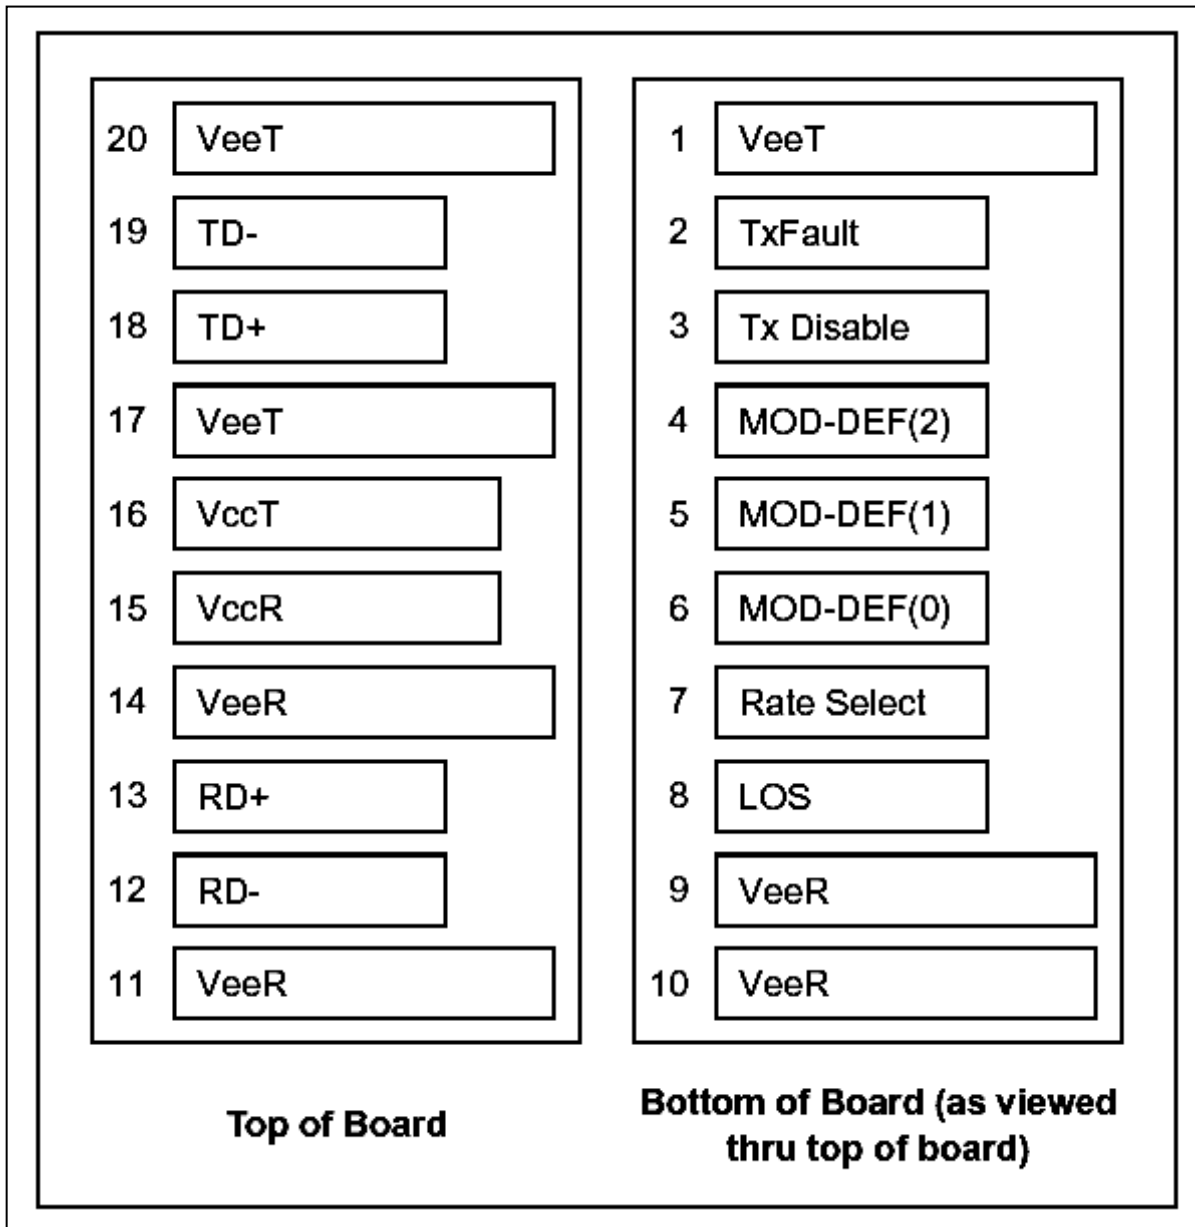 20 VeeT
19 TD-
18 TD+
17 VeeT
16 VccT
15 VccR
14 VeeR
13 RD+
12 RD-
11 VeeR
Top of Board
1 VeeT
2 TxFault
3 Tx Disable
4 MOD-DEF(2)
5 MOD-DEF(1)
6 MOD-DEF(0)
7 Rate Select
8 LOS
9 VeeR
10 VeeR
Bottom of Board (as viewed
thru top of board)